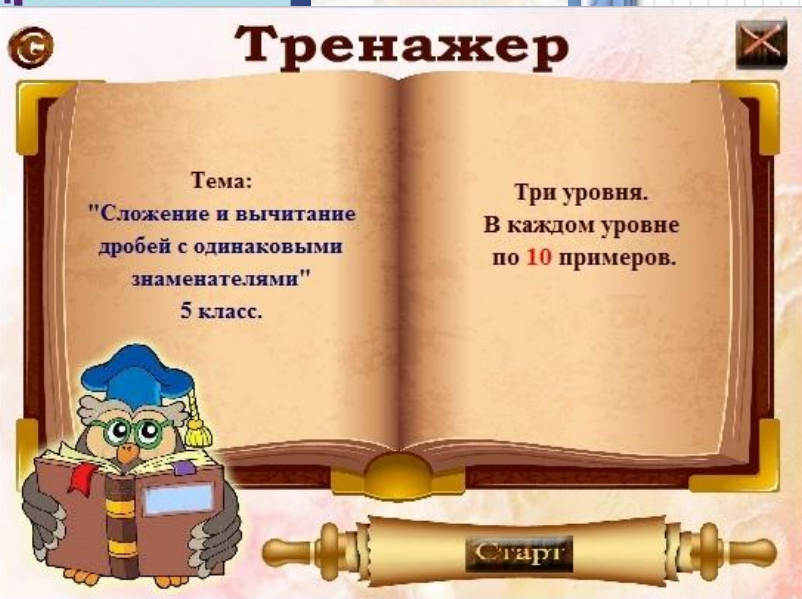 Тренажер
Тема:
"Сложение и вычитание
дробей с одинаковыми
знаменателями"
5 класс.
Три уровня.
В каждом уровне
по 10 примеров.
Старт